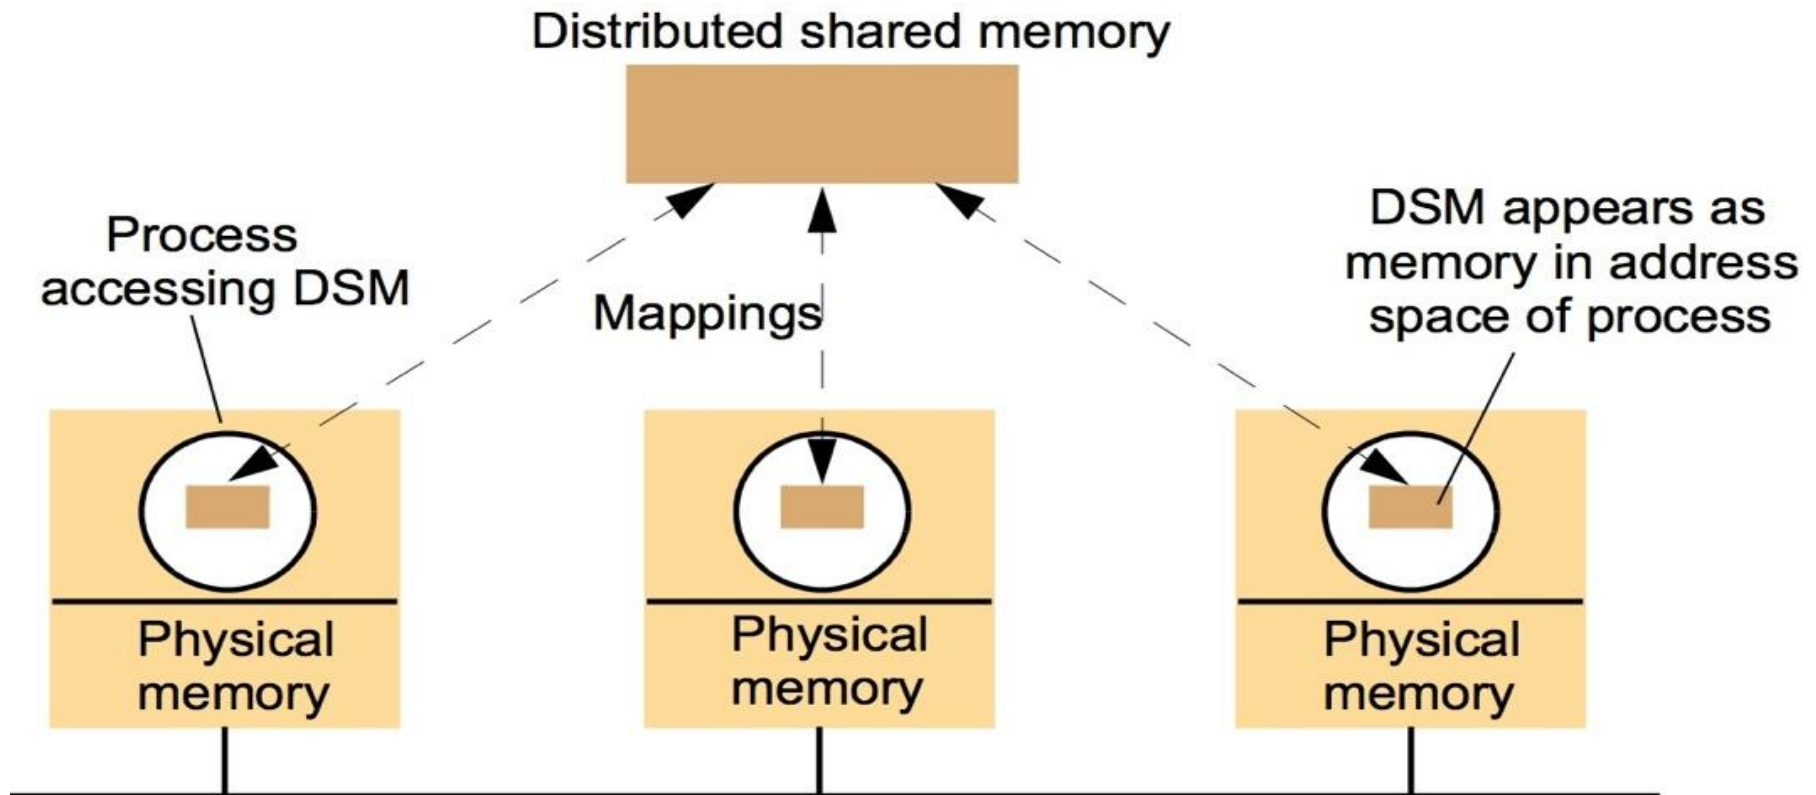 Distributed shared memory
Process
accessing DSM
Mappings
DSM appears as
memory in address
space of process
Physical
memory
Physical
memory
Physical
memory